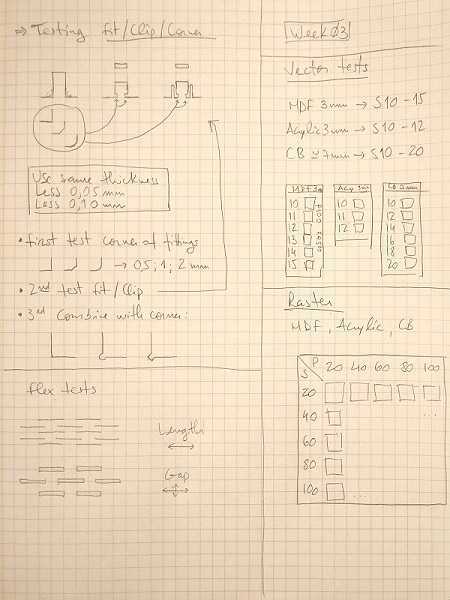 ⇒ Testing fit/Clip/Corner
Use same thickness
Less 0,05 mm
Less 0,10 mm
• first test corner of fittings
→ 0,5; 1; 2 mm
• 2nd test fit/Clip
• 3rd combine with corner:
flex tests
Length
Gap
Week 03
Vector tests
MDF 3mm → S10-15
Acrylic 3mm → S10-12
CB ≃7mm → S10-20
MDF 3m
10
11
12
13
14
15
Acry 3mm
10
11
12
10
12
14
16
18
20
Raster
MDF, Acrylic, CB
P
S
20 40 60 80 100
20
40 ...
60
80
100 ...